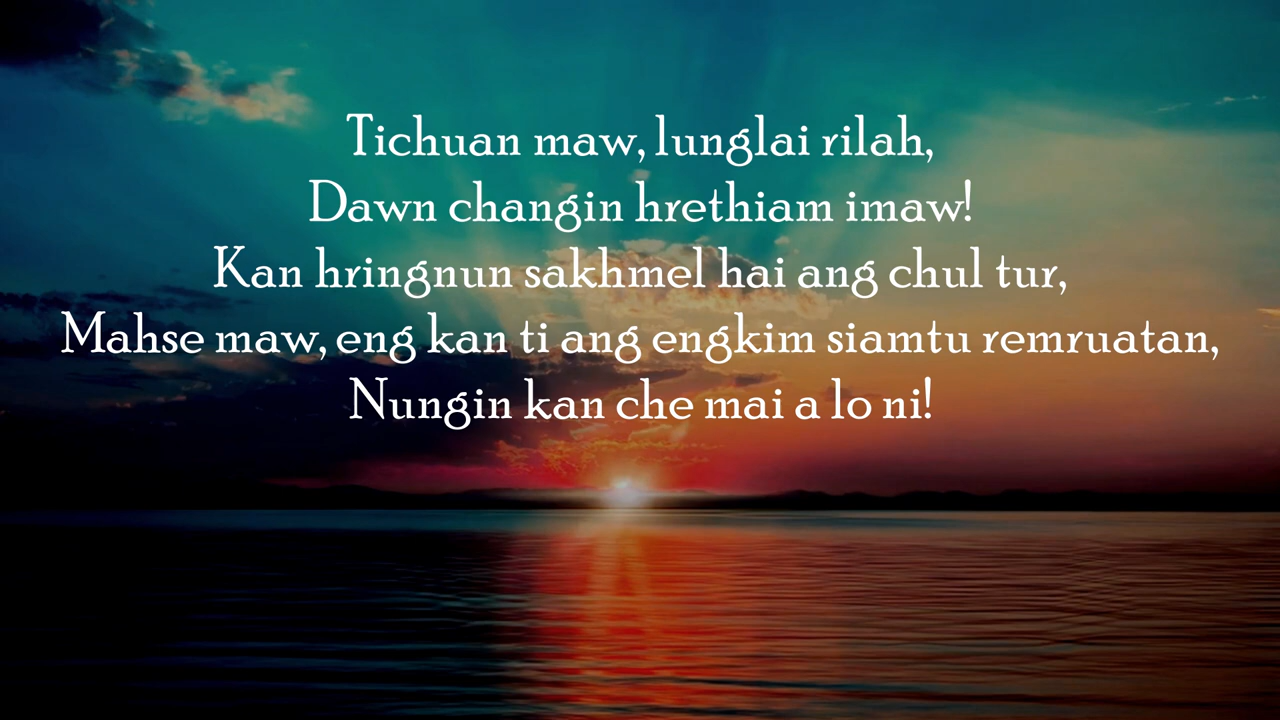 Tichuan maw, lunglai rilah,
Dawn changin hrethiam imaw!
Kan hringnun sakhmel hai ang chul tur,
Mahse maw, eng kan ti ang engkim siamtu remruatan,
Nungin kan che mai a lo ni!